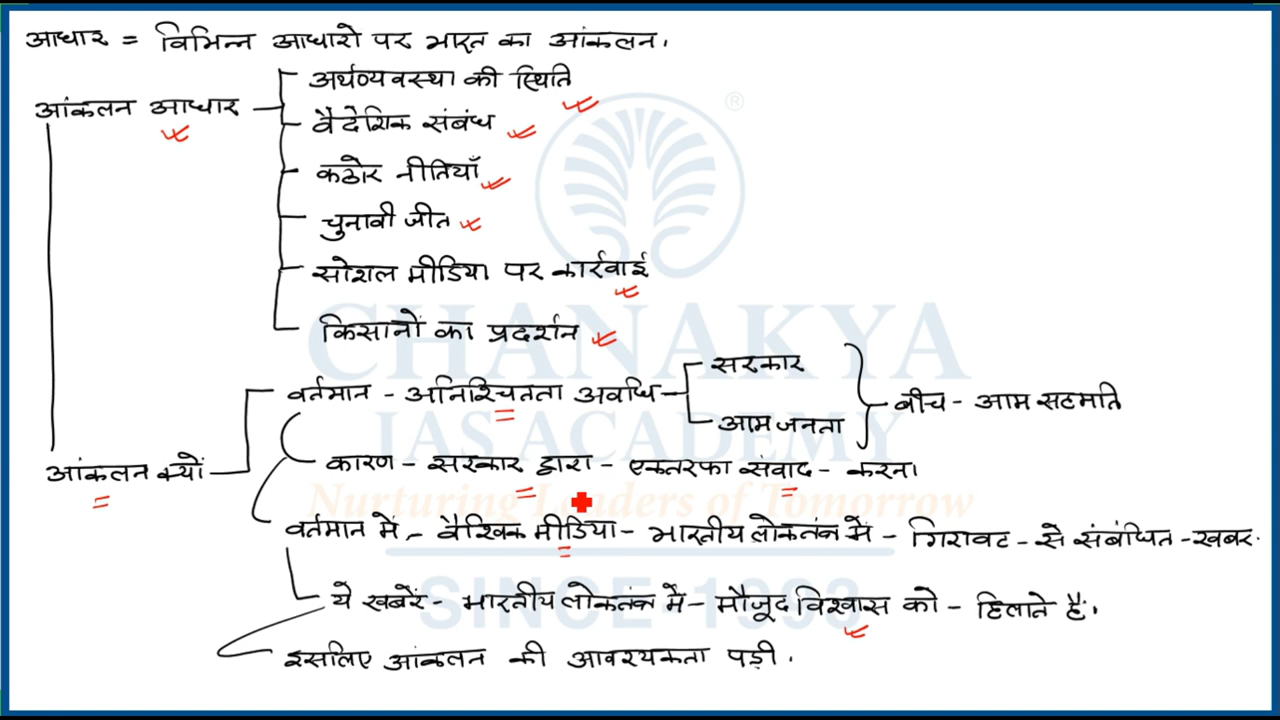 आधार = विभिन्न आधारो पर भारत का आंकलन.
अर्थव्यवस्था की स्थिति
आंकलन आधार
वैदेशिक संबंध
कठोर नीतियाँ
चुनावी जीत
सोशल मीडिया पर कार्रवाई
किसानों का प्रदर्शन
CHANAKYA
IAS ACADEMY
Nurturing Leaders of Tomorrow
SINCE-1993
®
सरकार
वर्तमान - अनिश्चितता अवधि
बीच - आम सहमति
आम जनता
आंकलन क्यों
कारण - सरकार द्वारा - एकतरफा संवाद - करना
वर्तमान में - वैश्विक मीडिया - भारतीय लोकतंत्र में - गिरावट - से संबंधित - खबर.
ये खबरें - भारतीय लोकतंत्र में - मौजूद विश्वास को - हिलाते हैं.
इसलिए आंकलन की आवश्यकता पड़ी.